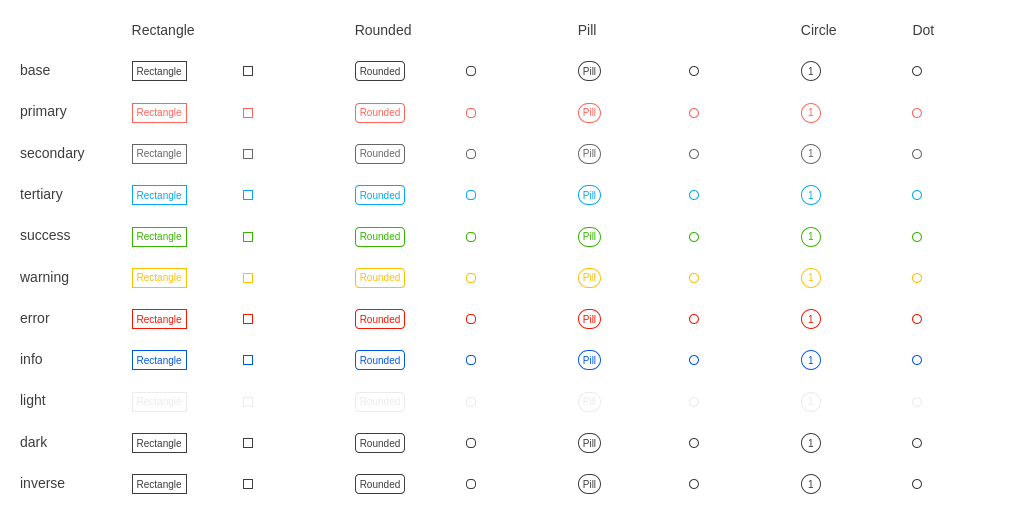 Rectangle Rounded Pill Circle Dot
base Rectangle Rounded Pill 1
primary Rectangle Rounded Pill 1
secondary Rectangle Rounded Pill 1
tertiary Rectangle Rounded Pill 1
success Rectangle Rounded Pill 1
warning Rectangle Rounded Pill 1
error Rectangle Rounded Pill 1
info Rectangle Rounded Pill 1
light Rectangle Rounded Pill 1
dark Rectangle Rounded Pill 1
inverse Rectangle Rounded Pill 1